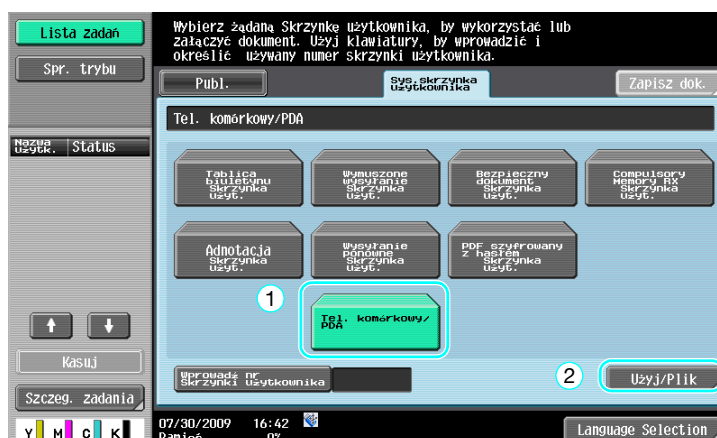 Lista zadań
Spr. trybu
Nazwa użytk.
Status
Kasuj
Szczeg. zadania
Y M C K
Wybierz żądaną Skrzynkę użytkownika, by wykorzystać lub
załączyć dokument. Użyj klawiatury, by wprowadzić i
określić używany numer skrzynki użytkownika.
Publ.
Sys.skrzynka
użytkownika
Zapisz dok.
Tel. komórkowy/PDA
Tablica
biuletynu
Skrzynka
użyt.
Wymuszone
wysyłanie
Skrzynka
użyt.
Bezpieczny
dokument
Skrzynka
użyt.
Compulsory
Memory RX
Skrzynka
użyt.
Adnotacja
Skrzynka
użyt.
Wysyłanie
ponowne
Skrzynka
użyt.
PDF szyfrowany
z hasłem
Skrzynka
użyt.
1
Tel. komórkowy/
PDA
Wprowadź nr
Skrzynki użytkownika
2
Użyj/Plik
07/30/2009 16:42
Pamięć 0%
Language Selection